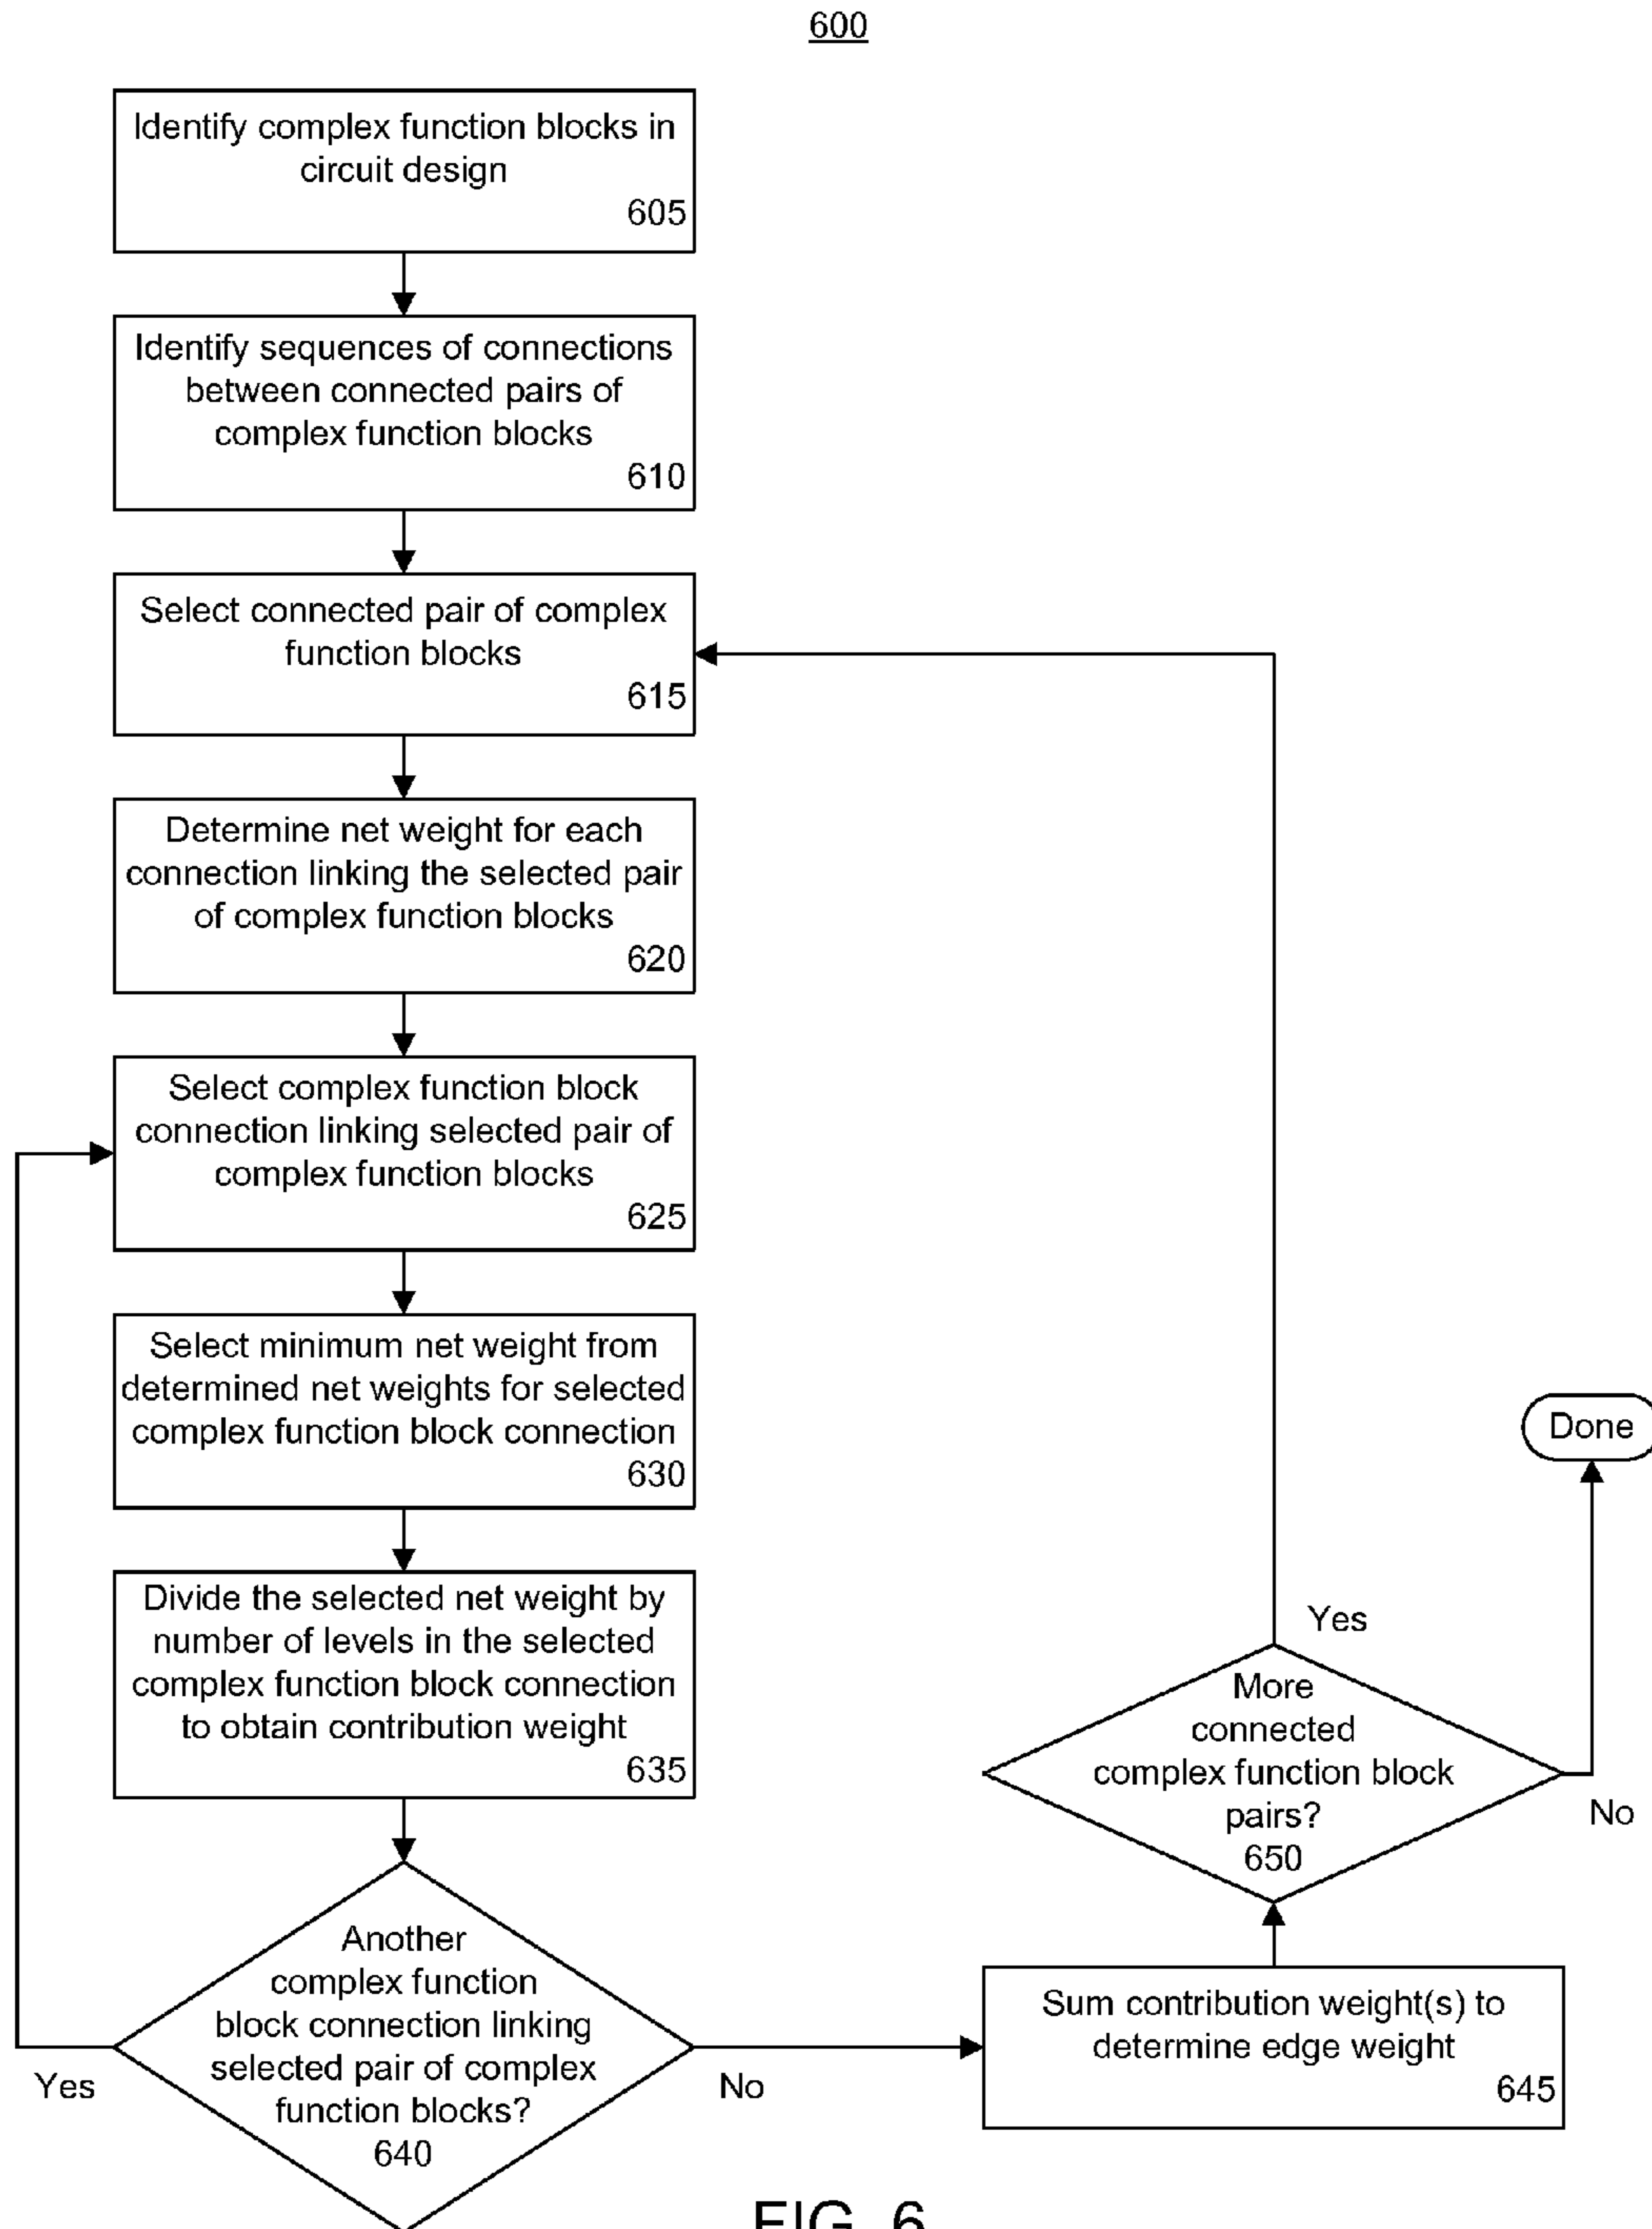 600
Identify complex function blocks in
circuit design
605
Identify sequences of connections
between connected pairs of
complex function blocks
610
Select connected pair of complex
function blocks
615
Determine net weight for each
connection linking the selected pair
of complex function blocks
620
Select complex function block
connection linking selected pair of
complex function blocks
625
Select minimum net weight from
determined net weights for selected
complex function block connection
630
Divide the selected net weight by
number of levels in the selected
complex function block connection
to obtain contribution weight
635
Another
complex function
block connection linking
selected pair of complex
function blocks?
640
Yes
No
Sum contribution weight(s) to
determine edge weight
645
More
connected
complex function block
pairs?
650
Yes
No
Done
FIG. 6